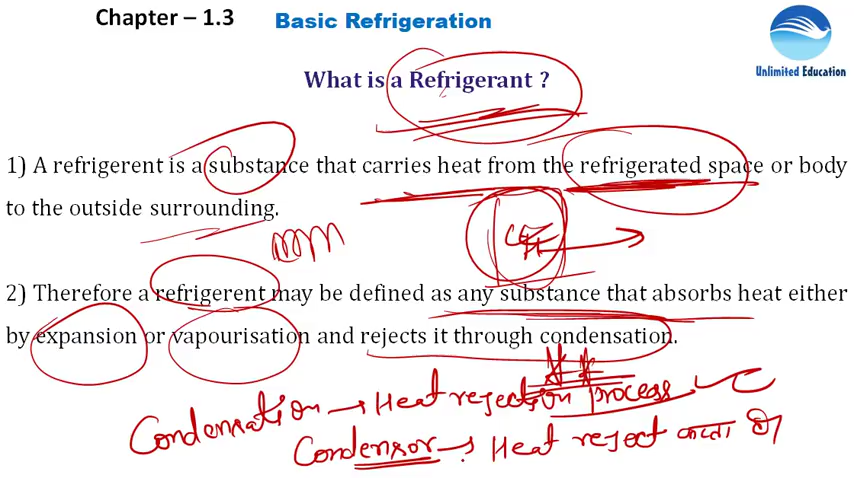 Chapter – 1.3
Basic Refrigeration
Unlimited Education
What is a Refrigerant ?
1) A refrigerent is a substance that carries heat from the refrigerated space or body
to the outside surrounding.
2) Therefore a refrigerent may be defined as any substance that absorbs heat either
by expansion or vapourisation and rejects it through condensation.
Condensation → Heat rejection process
Condensor → Heat reject करता है